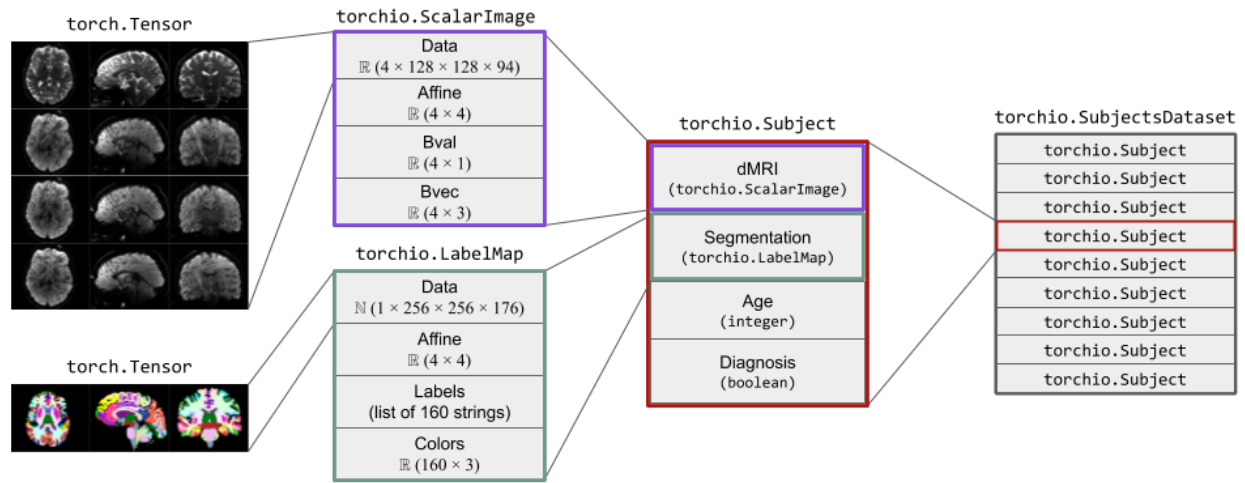 torch.Tensor
torchio.ScalarImage
Data
ℝ (4 × 128 × 128 × 94)
Affine
ℝ (4 × 4)
Bval
ℝ (4 × 1)
Bvec
ℝ (4 × 3)
torch.Tensor
torchio.LabelMap
Data
ℕ (1 × 256 × 256 × 176)
Affine
ℝ (4 × 4)
Labels
(list of 160 strings)
Colors
ℝ (160 × 3)
torchio.Subject
dMRI
(torchio.ScalarImage)
Segmentation
(torchio.LabelMap)
Age
(integer)
Diagnosis
(boolean)
torchio.SubjectsDataset
torchio.Subject
torchio.Subject
torchio.Subject
torchio.Subject
torchio.Subject
torchio.Subject
torchio.Subject
torchio.Subject
torchio.Subject